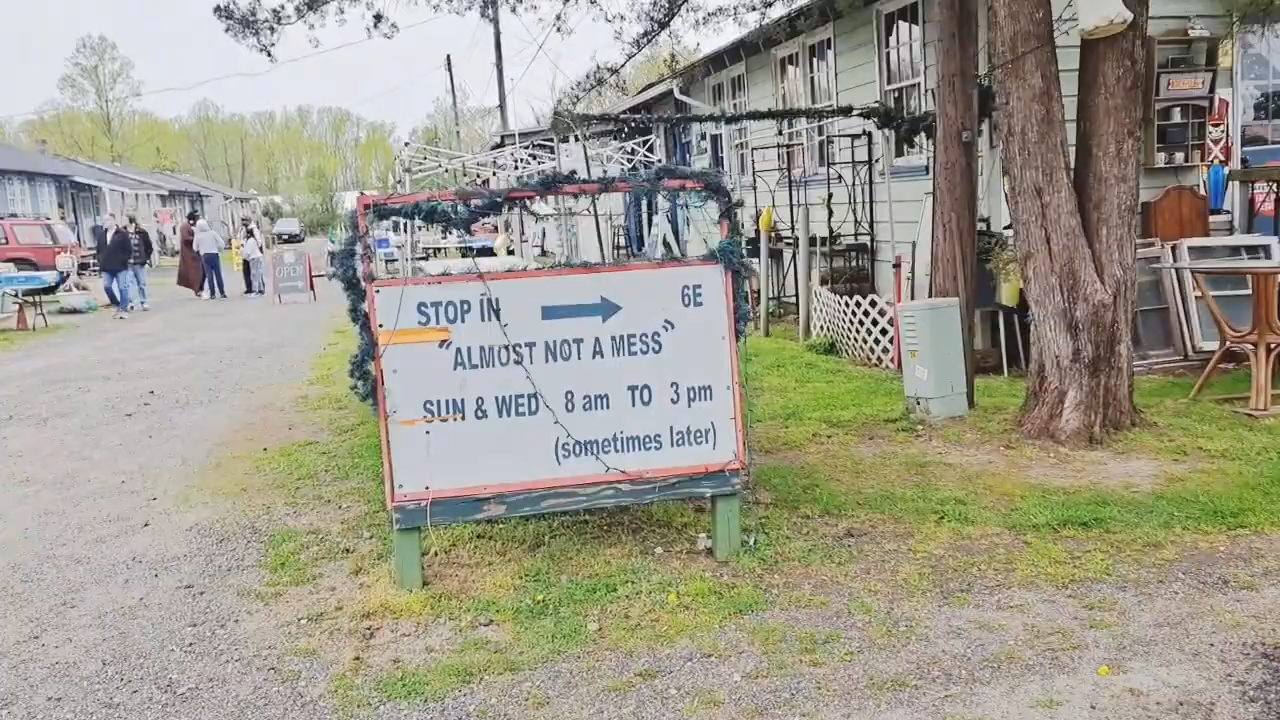 STOP IN 6E
"ALMOST NOT A MESS"
SUN & WED 8 am TO 3 pm
(sometimes later)
OPEN